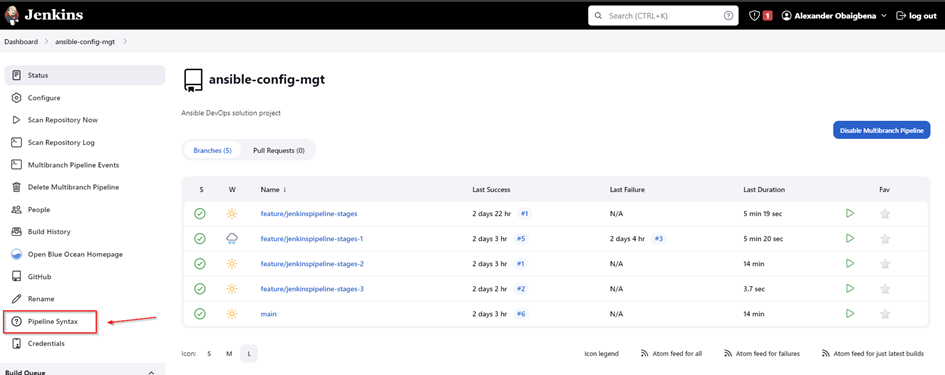 Jenkins
Search (CTRL+K)
1
Alexander Obaigbena
log out
Dashboard
ansible-config-mgt
Status
Configure
Scan Repository Now
Scan Repository Log
Multibranch Pipeline Events
Delete Multibranch Pipeline
People
Build History
Open Blue Ocean Homepage
GitHub
Rename
Pipeline Syntax
Credentials
Build Queue
ansible-config-mgt
Ansible DevOps solution project
Disable Multibranch Pipeline
Branches (5) Pull Requests (0)
S W Name ↓ Last Success Last Failure Last Duration Fav
feature/jenkinspipeline-stages 2 days 22 hr #1 N/A 5 min 19 sec
feature/jenkinspipeline-stages-1 2 days 3 hr #5 2 days 4 hr #3 5 min 20 sec
feature/jenkinspipeline-stages-2 2 days 3 hr #1 N/A 14 min
feature/jenkinspipeline-stages-3 2 days 2 hr #2 N/A 3.7 sec
main 2 days 3 hr #6 N/A 14 min
Icon: S M L Icon legend Atom feed for all Atom feed for failures Atom feed for just latest builds